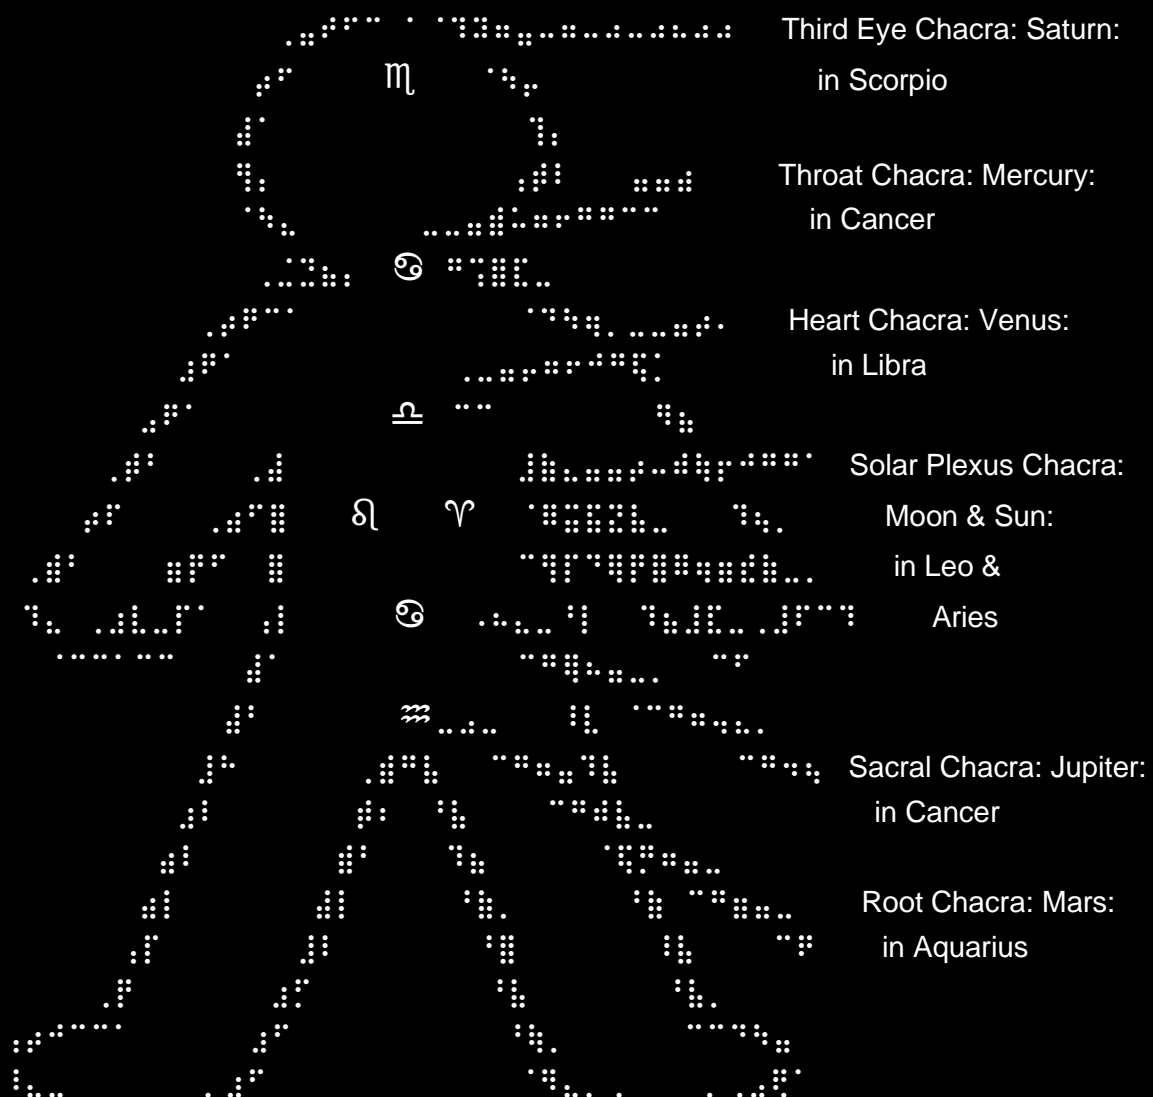 Third Eye Chacra: Saturn:
♏ in Scorpio
Throat Chacra: Mercury:
in Cancer
♋
Heart Chacra: Venus:
in Libra
♎
Solar Plexus Chacra:
♌ ♈ Moon & Sun:
in Leo &
♋ Aries
♒
Sacral Chacra: Jupiter:
in Cancer
Root Chacra: Mars:
in Aquarius